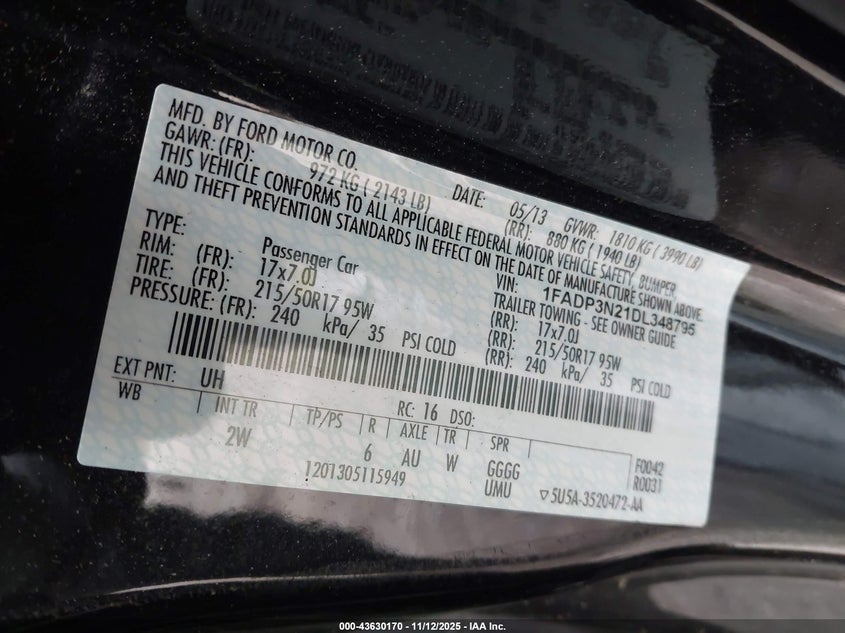 MFD. BY FORD MOTOR CO. DATE: 05/13 GVWR: 1810 KG ( 3990 LB)
GAWR: (FR): 972 KG ( 2143 LB) (RR): 880 KG ( 1940 LB)
THIS VEHICLE CONFORMS TO ALL APPLICABLE FEDERAL MOTOR VEHICLE SAFETY, BUMPER,
AND THEFT PREVENTION STANDARDS IN EFFECT ON THE DATE OF MANUFACTURE SHOWN ABOVE.
VIN: 1FADP3N21DL348795
TYPE: Passenger Car TRAILER TOWING - SEE OWNER GUIDE
RIM: (FR): 17x7.0J (RR): 17x7.0J
TIRE: (FR): 215/50R17 95W (RR): 215/50R17 95W
PRESSURE: (FR): 240 kPa/ 35 PSI COLD (RR): 240 kPa/ 35 PSI COLD
EXT PNT: UH RC: 16 DSO:
WB INT TR TP/PS R AXLE TR SPR
2W 6 AU W GGGG F0042
1201305115949 UMU R0031
▽5U5A-3520472-AA
000-43630170 - 11/12/2025 - IAA Inc.